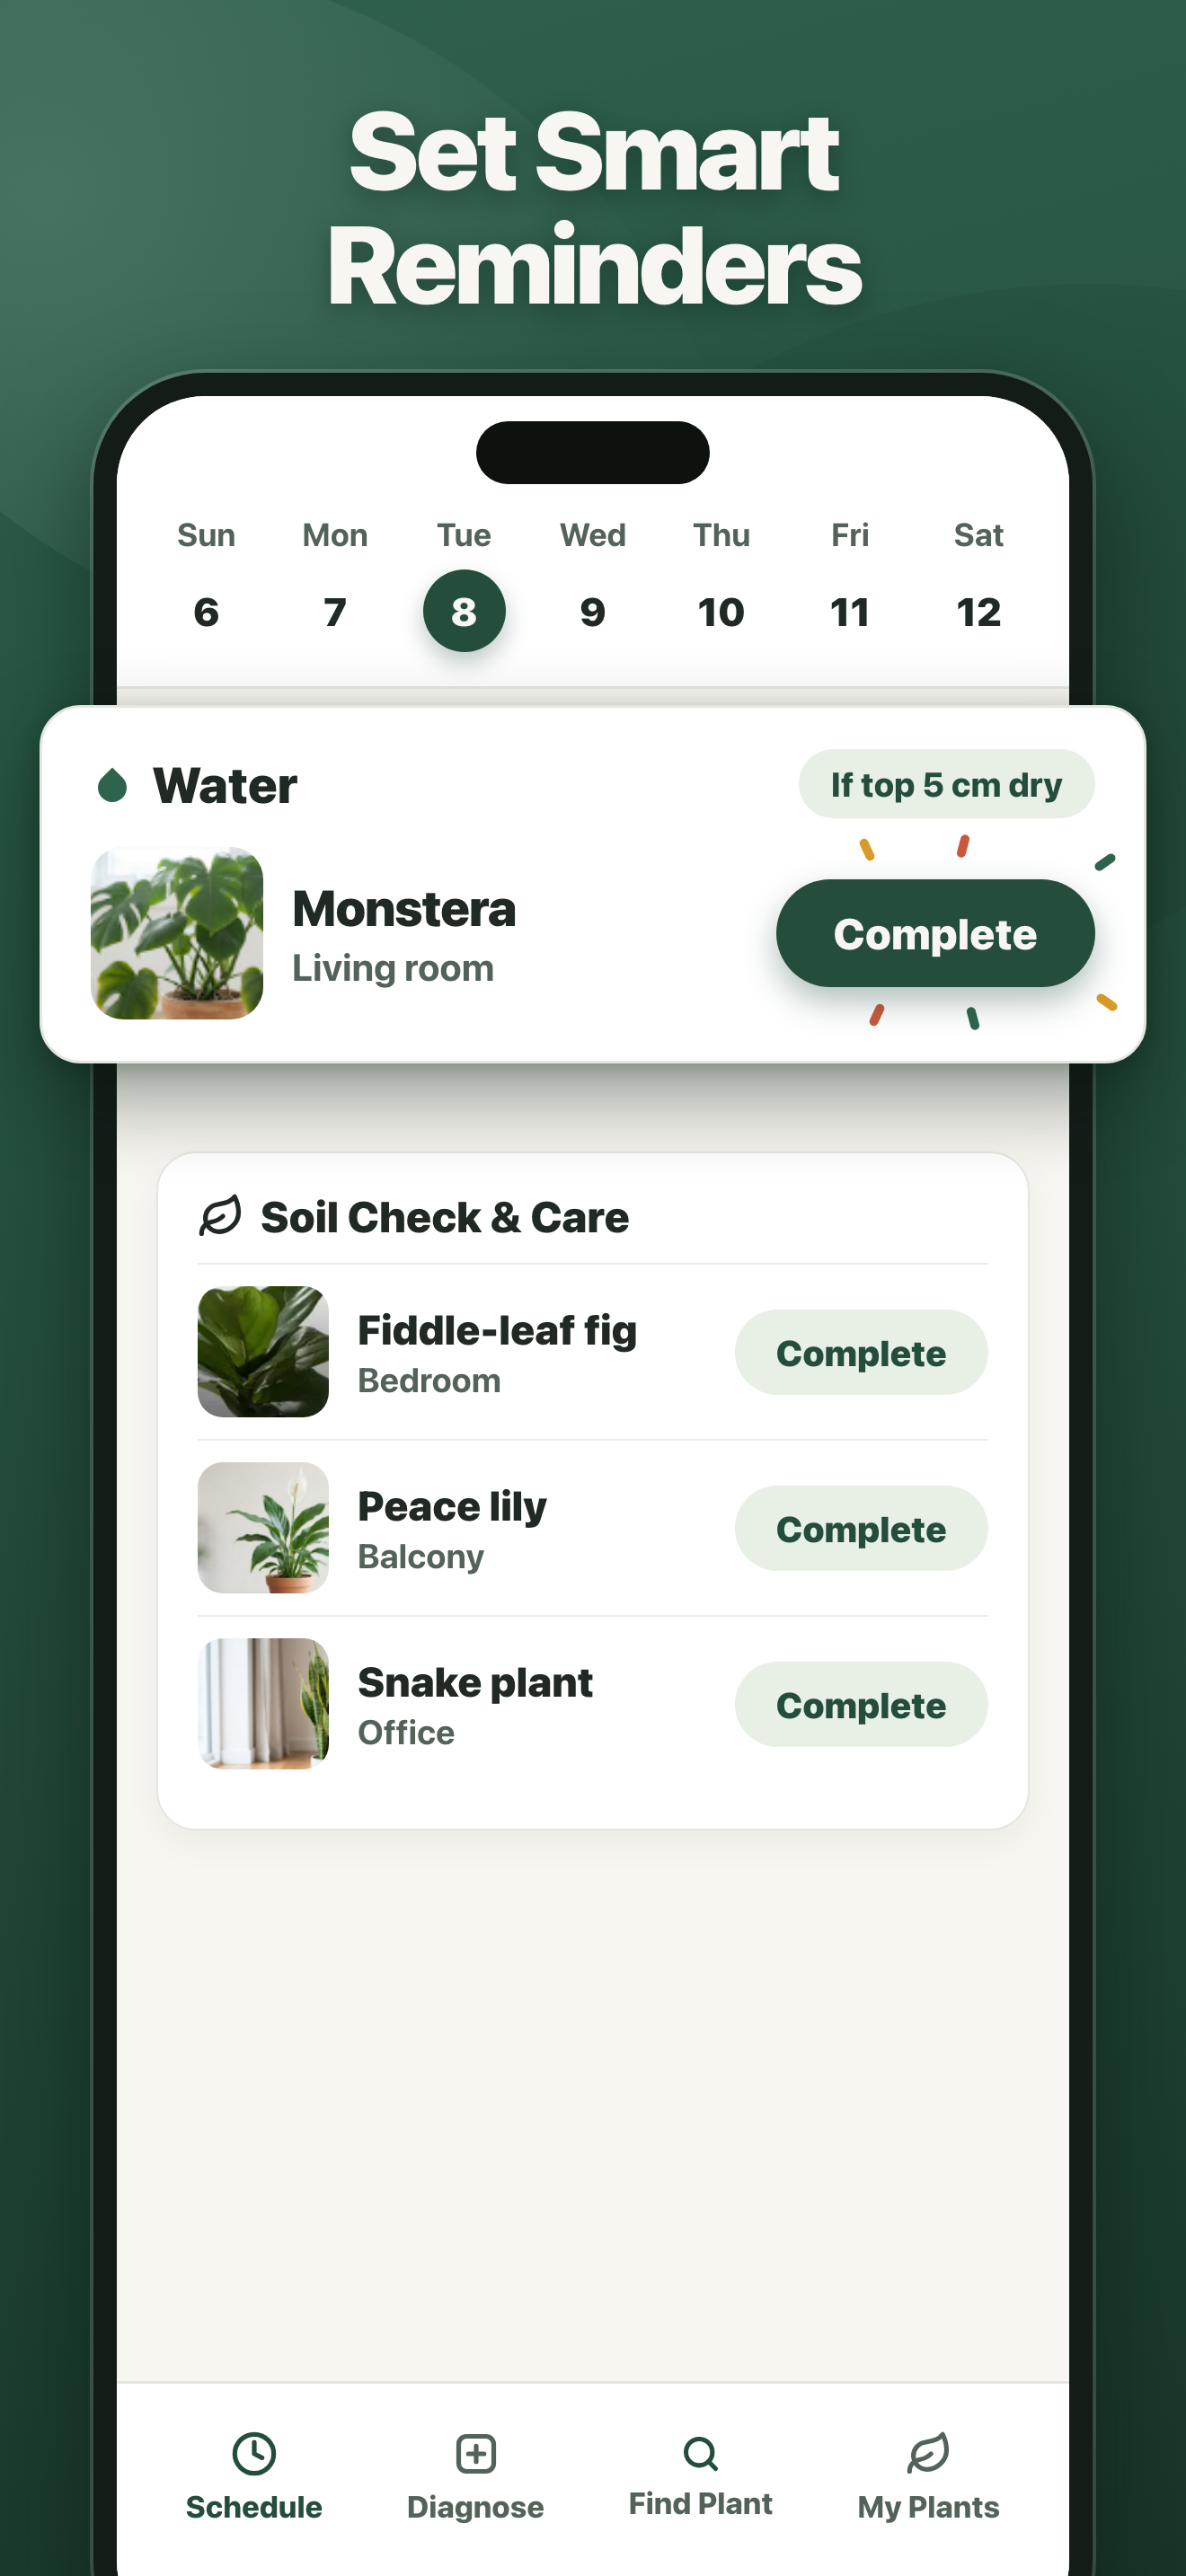 Set Smart
Reminders
Sun Mon Tue Wed Thu Fri Sat
6 7 8 9 10 11 12
Water
If top 5 cm dry
Monstera
Living room
Complete
Soil Check & Care
Fiddle-leaf fig
Bedroom
Complete
Peace lily
Balcony
Complete
Snake plant
Office
Complete
Schedule Diagnose Find Plant My Plants